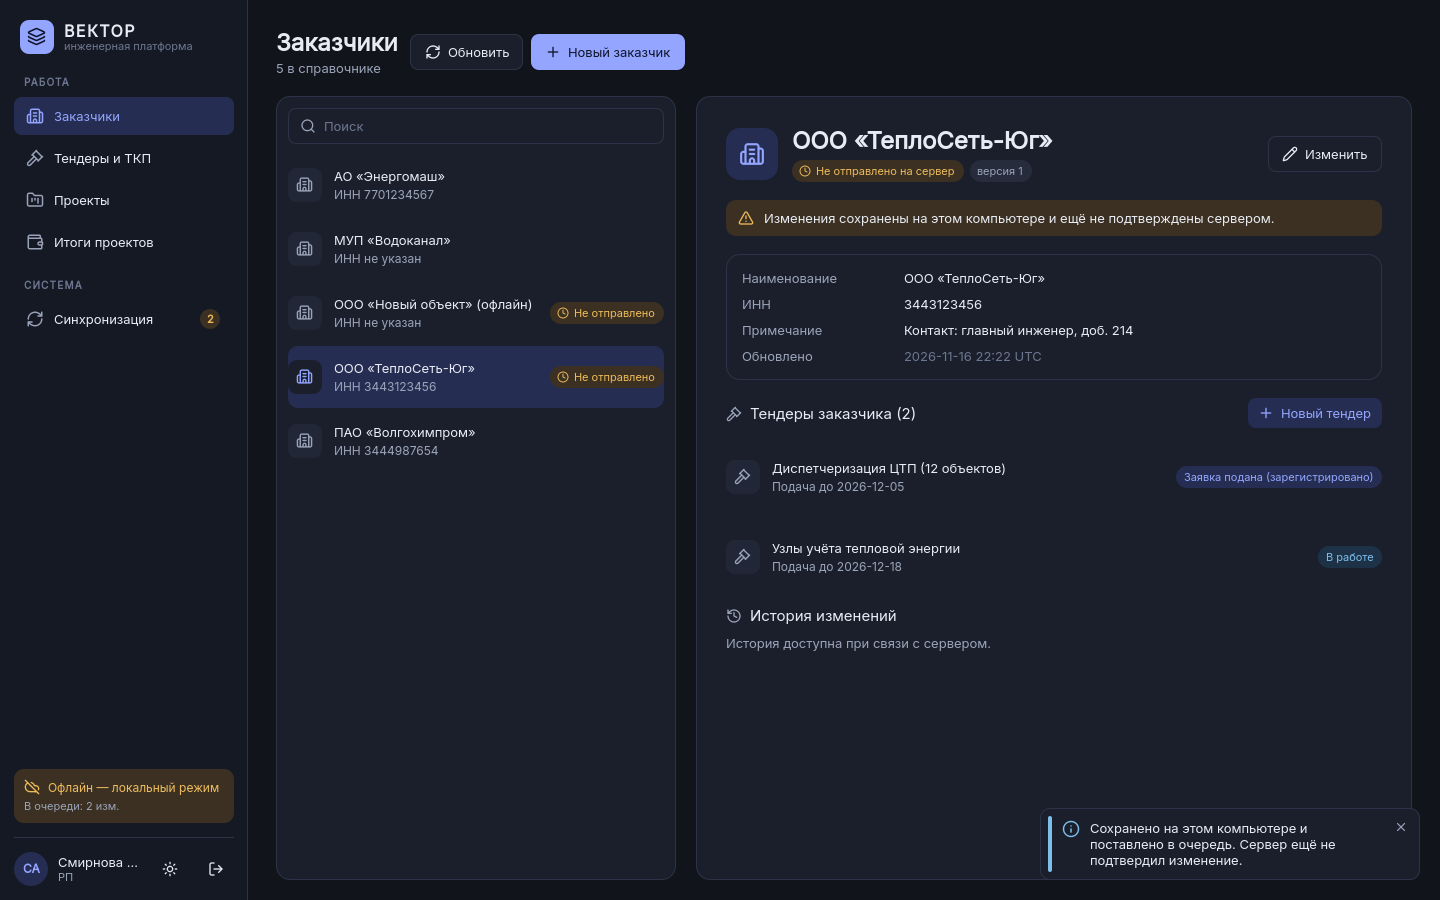 ВЕКТОР
инженерная платформа
РАБОТА
Заказчики
Тендеры и ТКП
Проекты
Итоги проектов
СИСТЕМА
Синхронизация
2
Офлайн — локальный режим
В очереди: 2 изм.
СА
Смирнова ...
РП
Заказчики
5 в справочнике
Обновить
Новый заказчик
Поиск
АО «Энергомаш»
ИНН 7701234567
МУП «Водоканал»
ИНН не указан
ООО «Новый объект» (офлайн)
ИНН не указан
Не отправлено
ООО «ТеплоСеть-Юг»
ИНН 3443123456
Не отправлено
ПАО «Волгохимпром»
ИНН 3444987654
ООО «ТеплоСеть-Юг»
Не отправлено на сервер
версия 1
Изменить
Изменения сохранены на этом компьютере и ещё не подтверждены сервером.
Наименование ООО «ТеплоСеть-Юг»
ИНН 3443123456
Примечание Контакт: главный инженер, доб. 214
Обновлено 2026-11-16 22:22 UTC
Тендеры заказчика (2)
Новый тендер
Диспетчеризация ЦТП (12 объектов)
Подача до 2026-12-05
Заявка подана (зарегистрировано)
Узлы учёта тепловой энергии
Подача до 2026-12-18
В работе
История изменений
История доступна при связи с сервером.
Сохранено на этом компьютере и
поставлено в очередь. Сервер ещё не
подтвердил изменение.